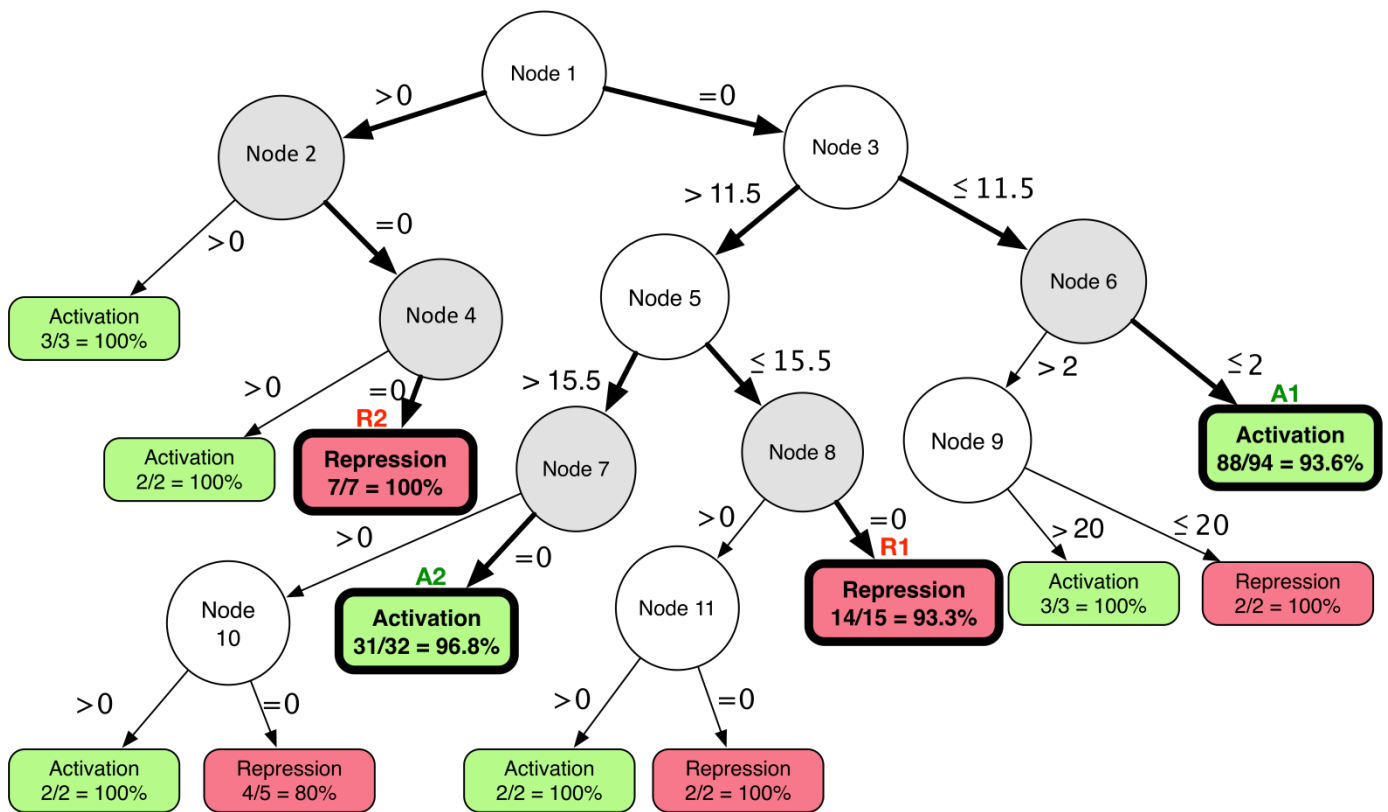 Node 1
>0
=0
Node 2
Node 3
>0
=0
> 11.5
≤ 11.5
Activation
3/3 = 100%
Node 4
Node 5
Node 6
>0
=0
> 15.5
≤ 15.5
> 2
≤2
R2
A1
Activation
2/2 = 100%
Repression
7/7 = 100%
Node 7
Node 8
Node 9
Activation
88/94 = 93.6%
>0
=0
>0
=0
> 20
≤ 20
A2
R1
Node
10
Activation
31/32 = 96.8%
Node 11
Repression
14/15 = 93.3%
Activation
3/3 = 100%
Repression
2/2 = 100%
>0
=0
>0
=0
Activation
2/2 = 100%
Repression
4/5 = 80%
Activation
2/2 = 100%
Repression
2/2 = 100%